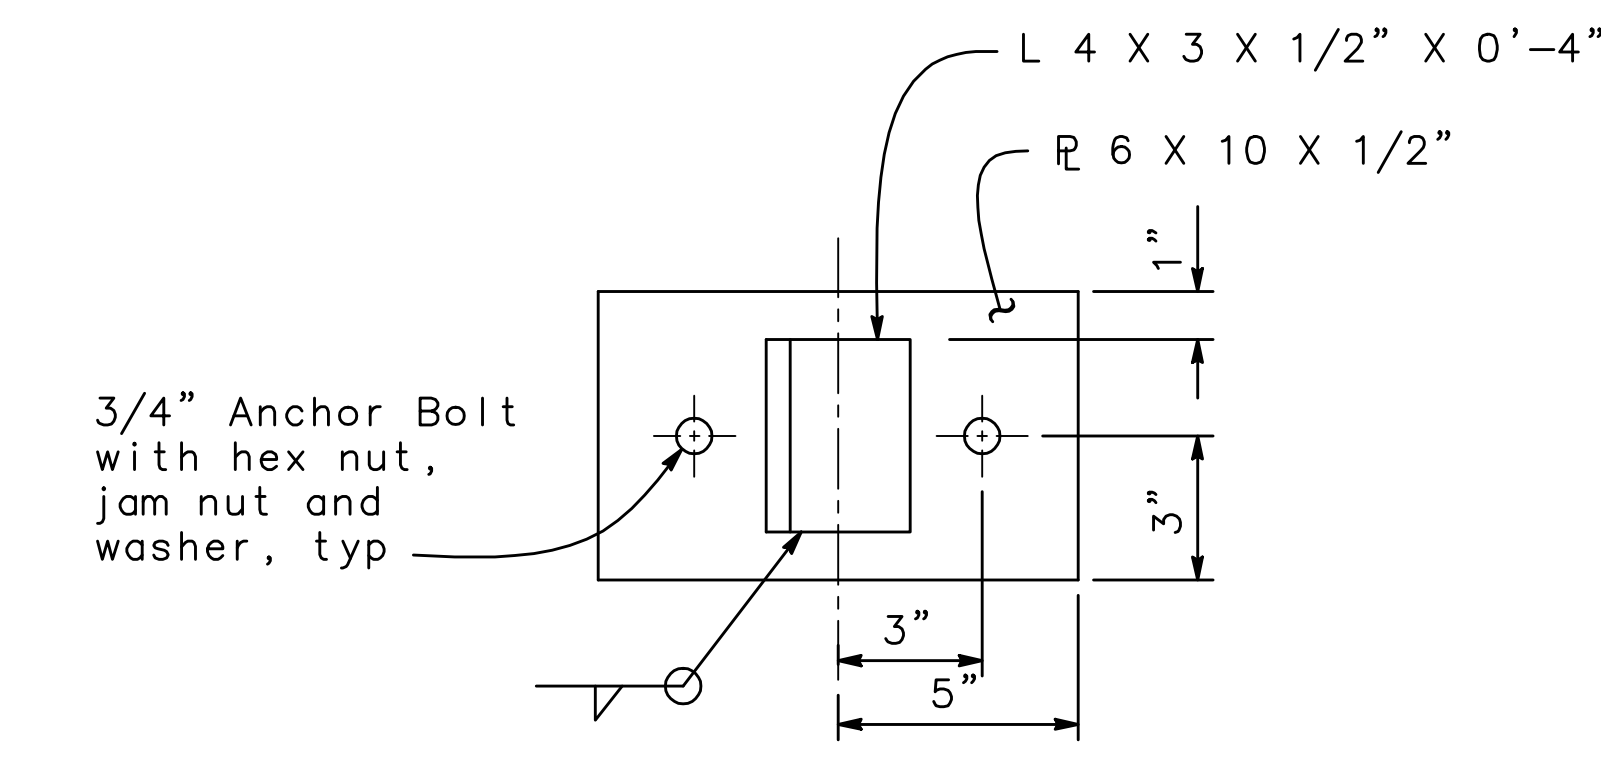 L 4 X 3 X 1/2” X 0’-4”
PL 6 X 10 X 1/2”
1”
3/4” Anchor Bolt
with hex nut,
jam nut and
washer, typ
3”
3”
5”